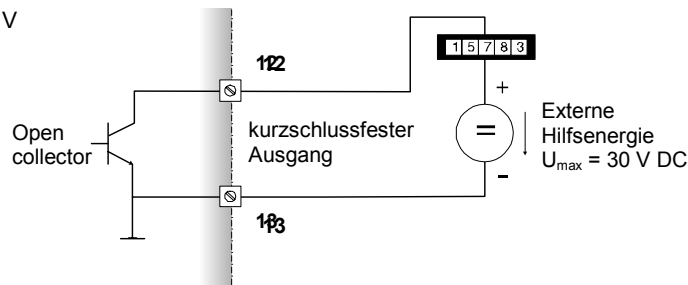 V
1 5 7 8 3
+
Open
collector
kurzschlussfester
Ausgang
=
Externe
Hilfsenergie
Umax = 30 V DC
-